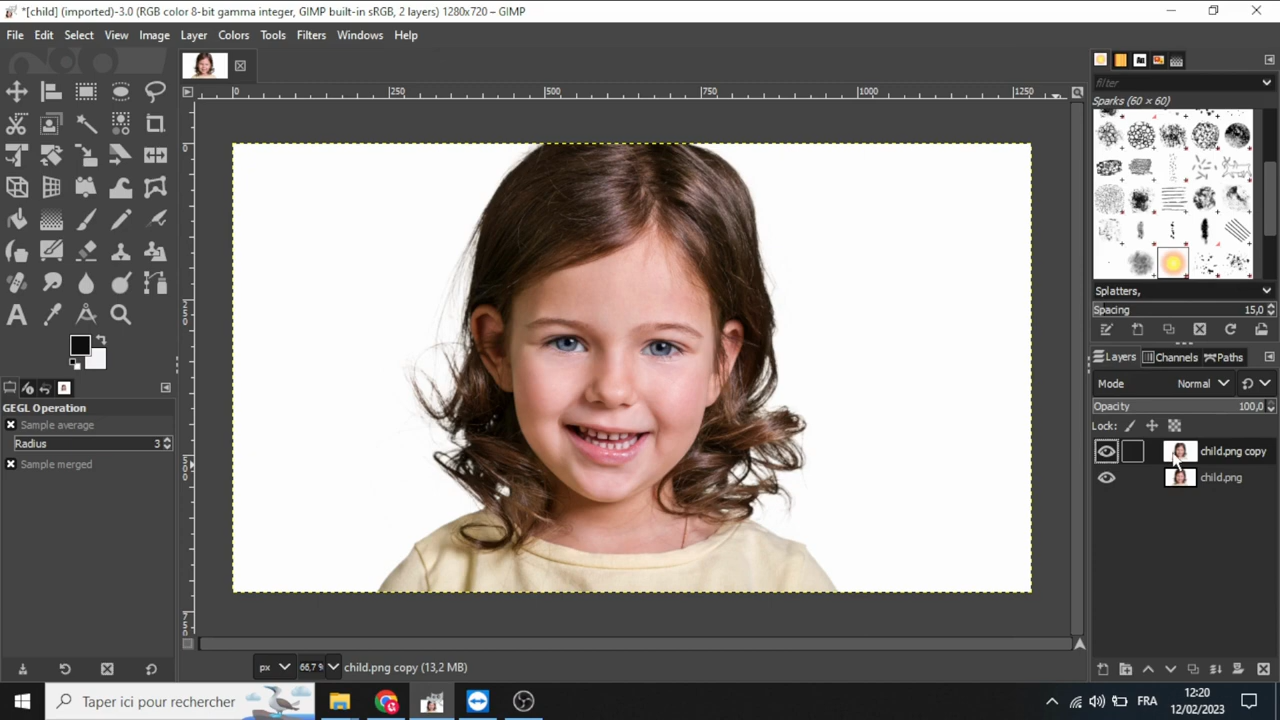 *[child] (imported)-3.0 (RGB color 8-bit gamma integer, GIMP built-in sRGB, 2 layers) 1280x720 – GIMP
File Edit Select View Image Layer Colors Tools Filters Windows Help
filter
Sparks (60 × 60)
0 250 500 750 1000 1250
0
250
500
750
Splatters,
Spacing 15,0
Layers Channels Paths
Mode Normal
Opacity 100,0
Lock:
child.png copy
child.png
GEGL Operation
Sample average
Radius 3
Sample merged
px 66,7 % child.png copy (13,2 MB)
Taper ici pour rechercher
FRA
12:20
12/02/2023